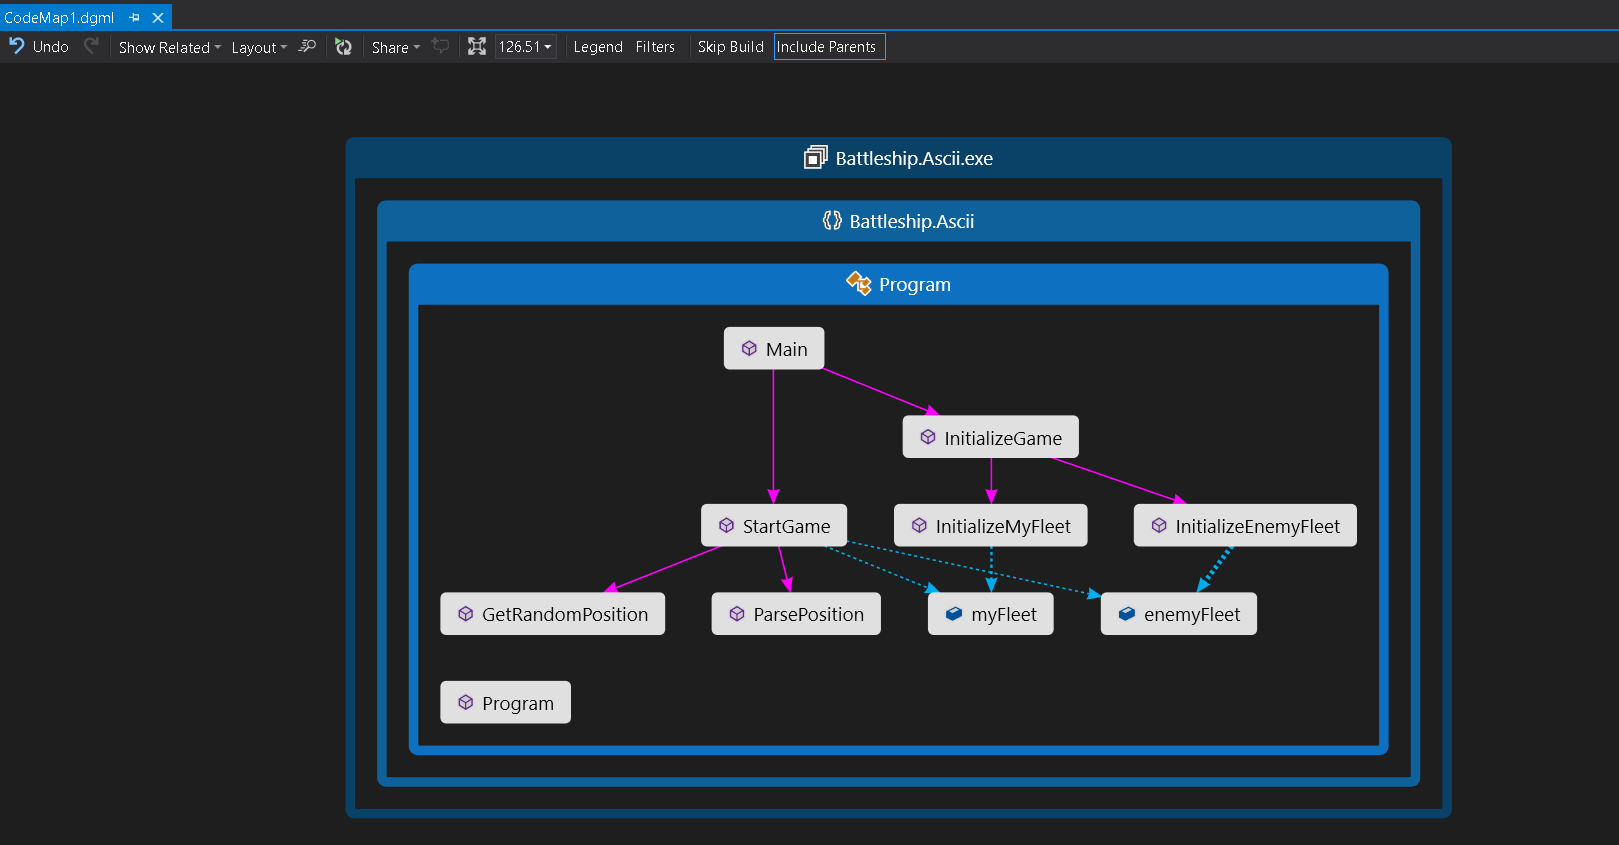 CodeMap1.dgml
Undo Show Related Layout Share 126.51 Legend Filters Skip Build Include Parents
Battleship.Ascii.exe
Battleship.Ascii
Program
Main
InitializeGame
StartGame InitializeMyFleet InitializeEnemyFleet
GetRandomPosition ParsePosition myFleet enemyFleet
Program